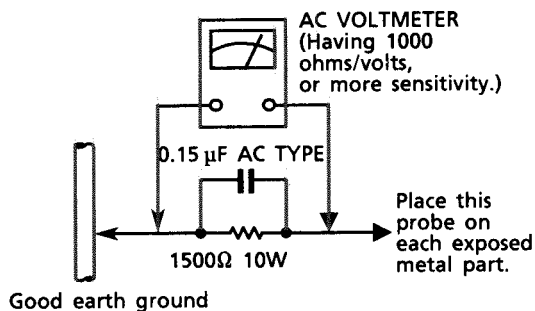 AC VOLTMETER
(Having 1000
ohms/volts,
or more sensitivity.)
0.15 µF AC TYPE
1500Ω 10W
Place this
probe on
each exposed
metal part.
Good earth ground